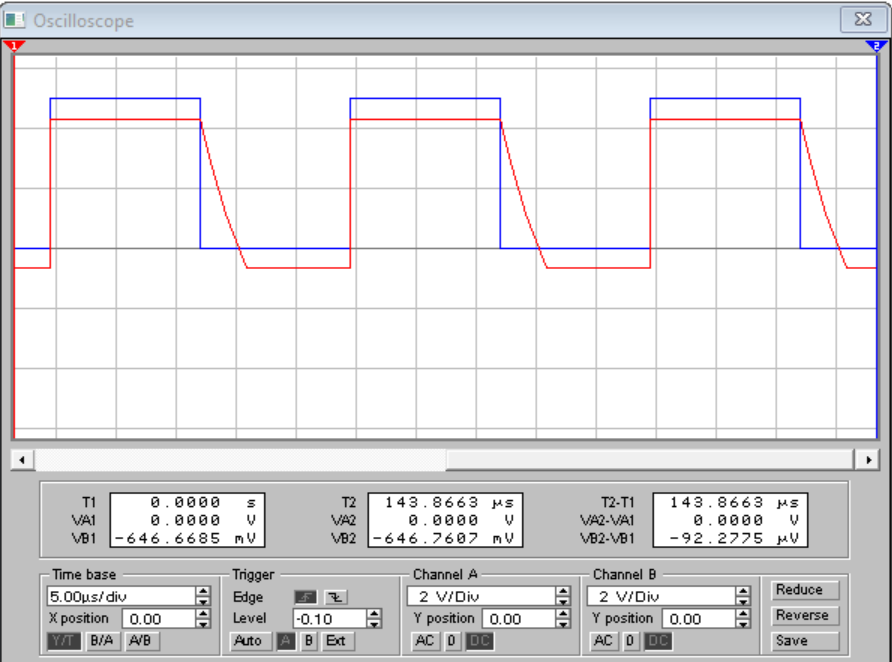 Oscilloscope
1 2
T1 0.0000 s T2 143.8663 µs T2-T1 143.8663 µs
VA1 0.0000 V VA2 0.0000 V VA2-VA1 0.0000 V
VB1 -646.6685 mV VB2 -646.7607 mV VB2-VB1 -92.2775 µV
Time base Trigger Channel A Channel B
5.00µs/div Edge 2 V/Div 2 V/Div Reduce
X position 0.00 Level -0.10 Y position 0.00 Y position 0.00 Reverse
Y/T B/A A/B Auto A B Ext AC 0 DC AC 0 DC Save